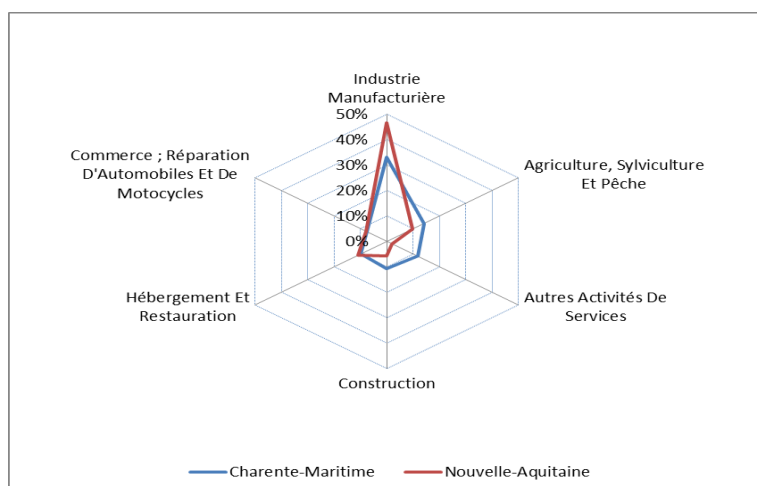 Industrie
Manufacturière
50%
40%
30%
20%
10%
0%
Agriculture, Sylviculture
Et Pêche
Autres Activités De
Services
Construction
Hébergement Et
Restauration
Commerce ; Réparation
D'Automobiles Et De
Motocycles
Charente-Maritime
Nouvelle-Aquitaine